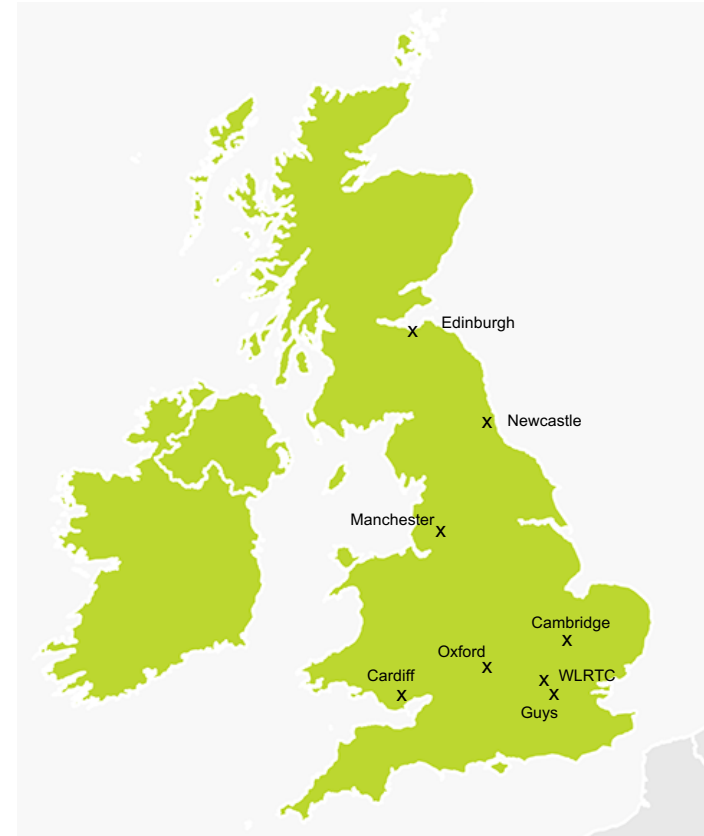 Edinburgh
x
Newcastle
x
Manchester
x
Cambridge
x
Oxford
x
WLRTC
x
Cardiff
x
Guys
x